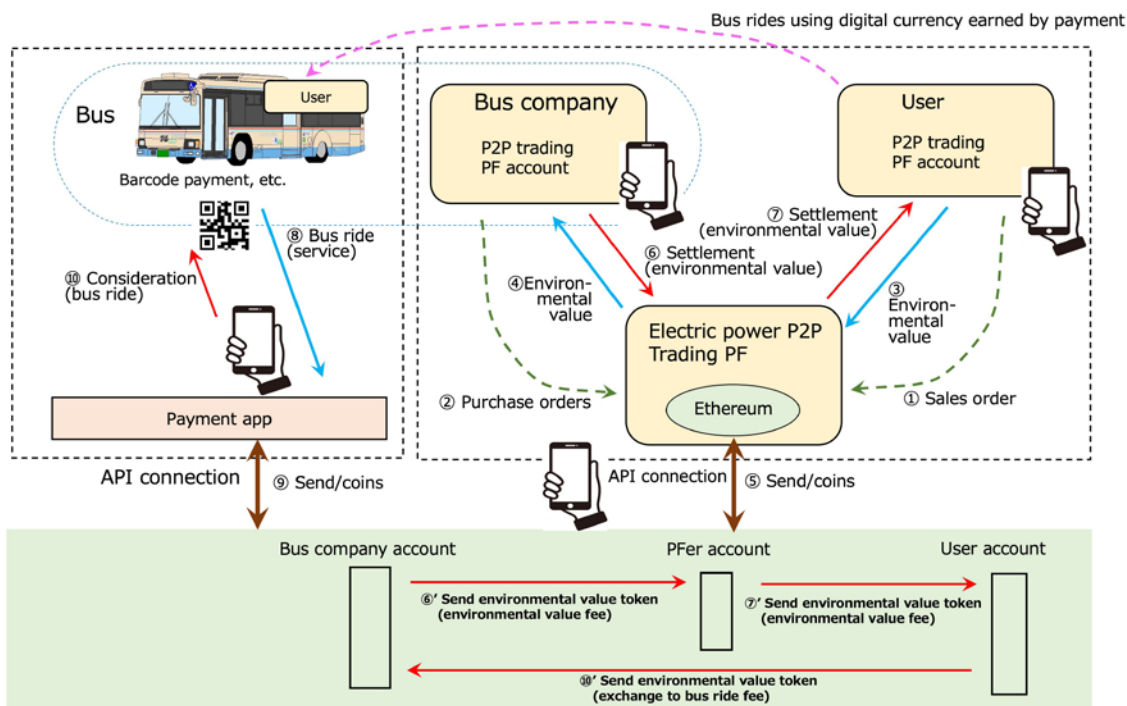 Bus rides using digital currency earned by payment
Bus
User
Barcode payment, etc.
⑧ Bus ride
(service)
⑩ Consideration
(bus ride)
Payment app
API connection
⑨ Send/coins
Bus company
P2P trading
PF account
User
P2P trading
PF account
⑦ Settlement
(environmental value)
⑥ Settlement
(environmental value)
④Environ-
mental
value
③
Environ-
mental
value
Electric power P2P
Trading PF
Ethereum
② Purchase orders
① Sales order
API connection
⑤ Send/coins
Bus company account
PFer account
User account
⑥’ Send environmental value token
(environmental value fee)
⑦’ Send environmental value token
(environmental value fee)
⑩’ Send environmental value token
(exchange to bus ride fee)